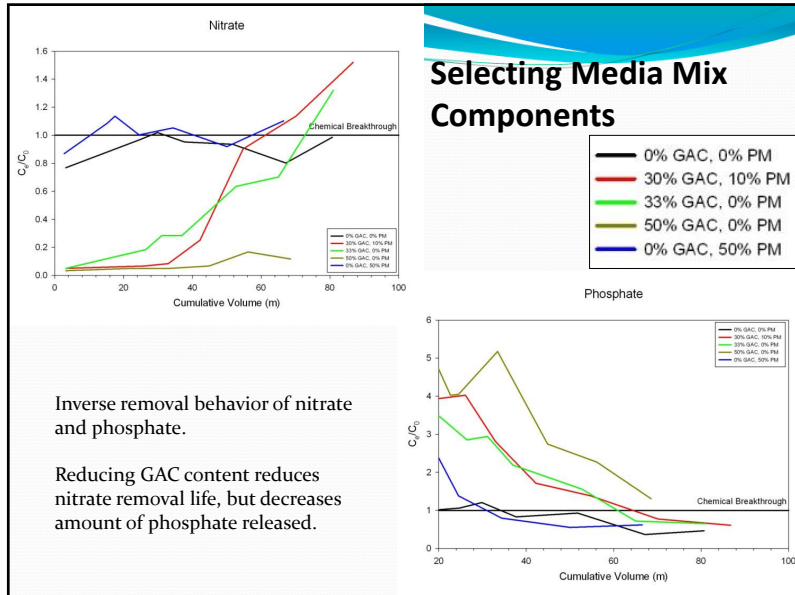 Nitrate
1.6
1.4
1.2
1.0
0.8
0.6
0.4
0.2
0.0
Ce/C0
Chemical Breakthrough
0% GAC, 0% PM
30% GAC, 10% PM
33% GAC, 0% PM
50% GAC, 0% PM
0% GAC, 50% PM
0
20
40
60
80
100
Cumulative Volume (m)
Selecting Media Mix
Components
0% GAC, 0% PM
30% GAC, 10% PM
33% GAC, 0% PM
50% GAC, 0% PM
0% GAC, 50% PM
Inverse removal behavior of nitrate
and phosphate.
Reducing GAC content reduces
nitrate removal life, but decreases
amount of phosphate released.
Phosphate
6
5
4
3
2
1
0
Ce/C0
0% GAC, 0% PM
30% GAC, 10% PM
33% GAC, 0% PM
50% GAC, 0% PM
0% GAC, 50% PM
Chemical Breakthrough
20
40
60
80
100
Cumulative Volume (m)